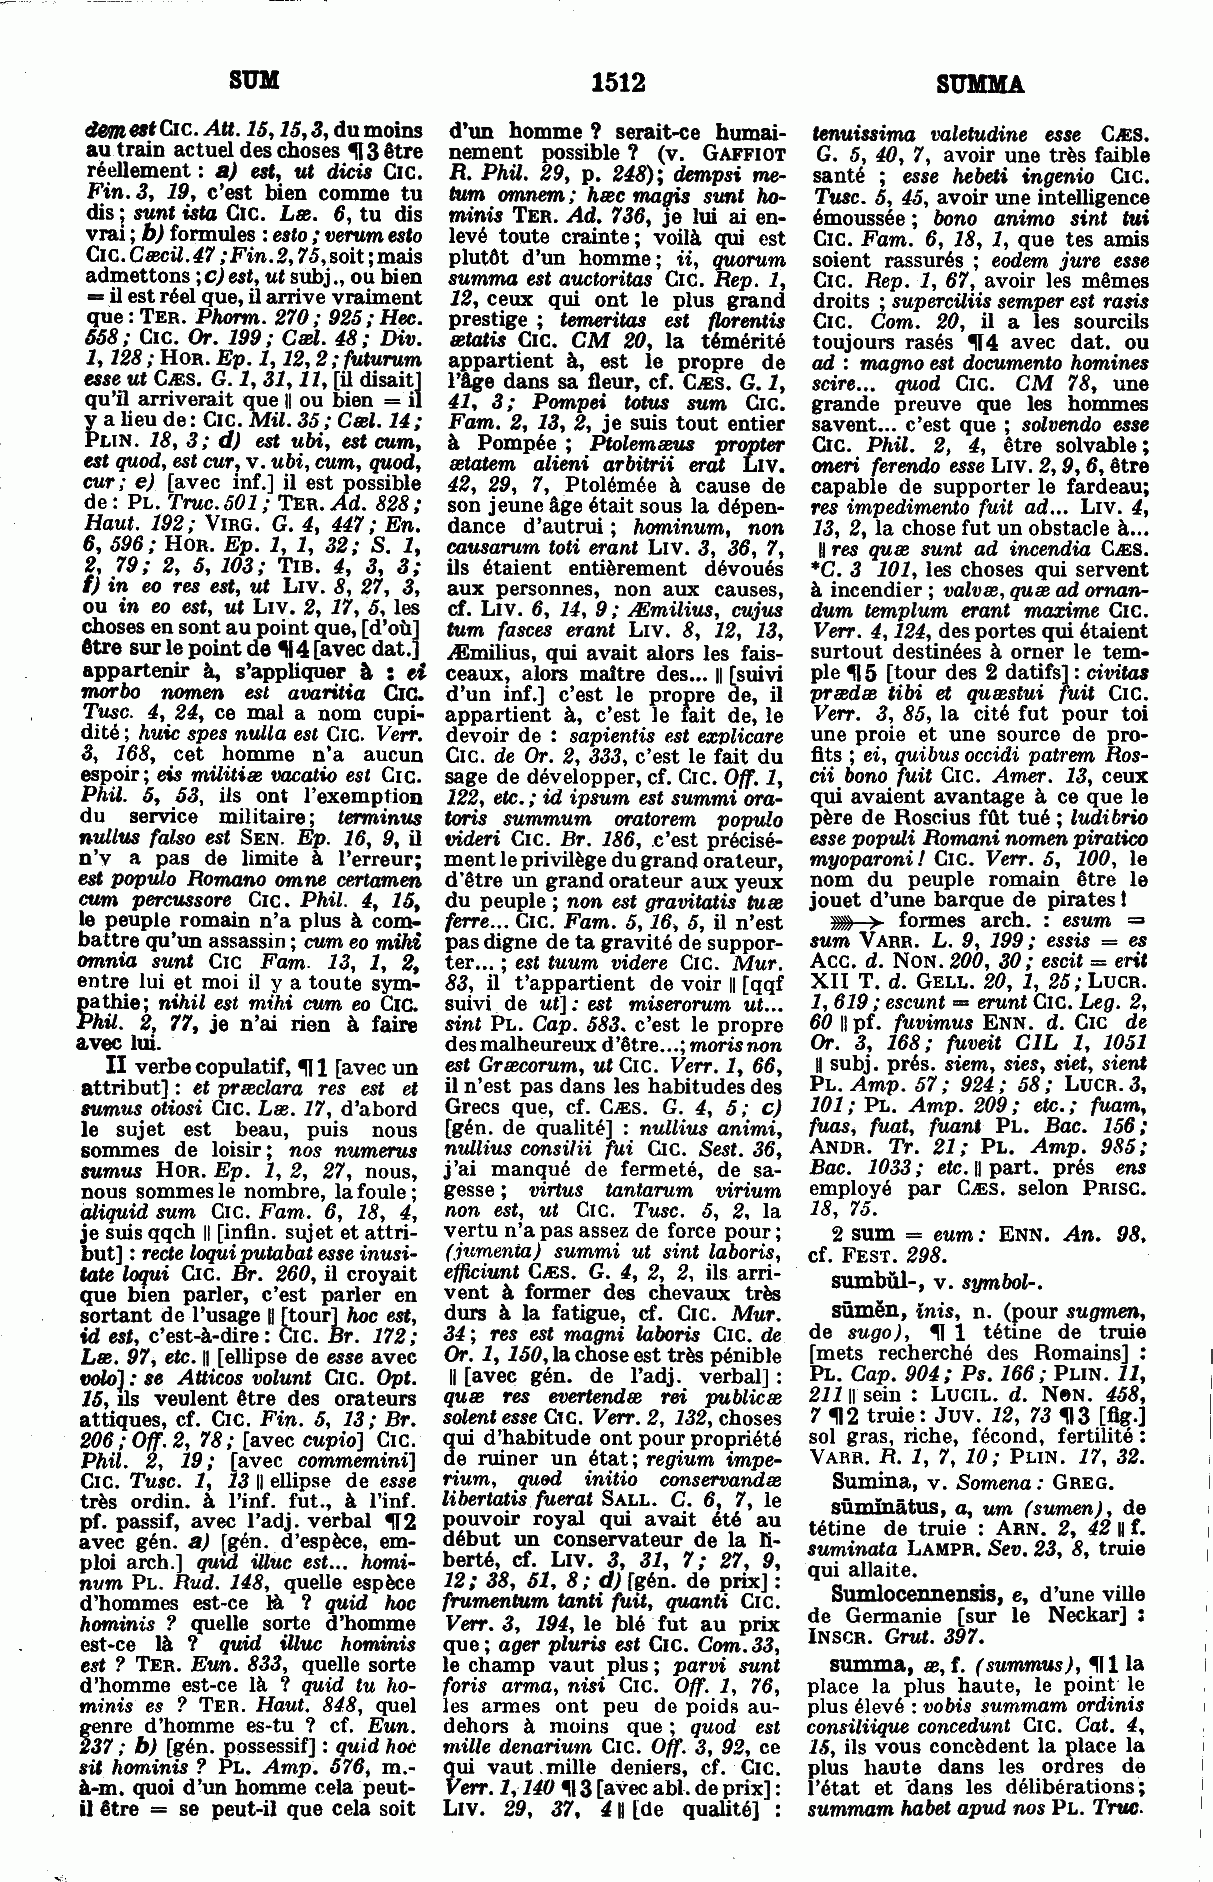 SUM
1512
SUMMA
dem est CIC. Att. 15, 15, 3, du moins
au train actuel des choses ¶ 3 être
réellement : a) est, ut dicis CIC.
Fin. 3, 19, c'est bien comme tu
dis ; sunt ista CIC. Læ. 6, tu dis
vrai ; b) formules : esto ; verum esto
CIC. Cæcil. 47 ; Fin. 2, 75, soit ; mais
admettons ; c) est, ut subj., ou bien
= il est réel que, il arrive vraiment
que : TER. Phorm. 270 ; 925 ; Hec.
558 ; CIC. Or. 199 ; Cæl. 48 ; Div.
1, 128 ; HOR. Ep. 1, 12, 2 ; futurum
esse ut CÆS. G. 1, 31, 11, [il disait]
qu'il arriverait que || ou bien = il
y a lieu de : CIC. Mil. 35 ; Cæl. 14 ;
PLIN. 18, 3 ; d) est ubi, est cum,
est quod, est cur, v. ubi, cum, quod,
cur ; e) [avec inf.] il est possible
de : PL. Truc. 501 ; TER. Ad. 828 ;
Haut. 192 ; VIRG. G. 4, 447 ; En.
6, 596 ; HOR. Ep. 1, 1, 32 ; S. 1,
2, 79 ; 2, 5, 103 ; TIB. 4, 3, 3 ;
f) in eo res est, ut LIV. 8, 27, 3,
ou in eo est, ut LIV. 2, 17, 5, les
choses en sont au point que, [d'où]
être sur le point de ¶ 4 [avec dat.]
appartenir à, s'appliquer à : ei
morbo nomen est avaritia CIC.
Tusc. 4, 24, ce mal a nom cupi-
dité ; huic spes nulla est CIC. Verr.
3, 168, cet homme n'a aucun
espoir ; eis militiæ vacatio est CIC.
Phil. 5, 53, ils ont l'exemption
du service militaire ; terminus
nullus falso est SEN. Ep. 16, 9, il
n'y a pas de limite à l'erreur ;
est populo Romano omne certamen
cum percussore CIC. Phil. 4, 15,
le peuple romain n'a plus à com-
battre qu'un assassin ; cum eo mihi
omnia sunt CIC Fam. 13, 1, 2,
entre lui et moi il y a toute sym-
pathie ; nihil est mihi cum eo CIC.
Phil. 2, 77, je n'ai rien à faire
avec lui.
II verbe copulatif, ¶ 1 [avec un
attribut] : et præclara res est et
sumus otiosi CIC. Læ. 17, d'abord
le sujet est beau, puis nous
sommes de loisir ; nos numerus
sumus HOR. Ep. 1, 2, 27, nous,
nous sommes le nombre, la foule ;
aliquid sum CIC. Fam. 6, 18, 4,
je suis qqch || [infin. sujet et attri-
but] : recte loqui putabat esse inusi-
tate loqui CIC. Br. 260, il croyait
que bien parler, c'est parler en
sortant de l'usage || [tour] hoc est,
id est, c'est-à-dire : CIC. Br. 172 ;
Læ. 97, etc. || [ellipse de esse avec
volo] : se Atticos volunt CIC. Opt.
15, ils veulent être des orateurs
attiques, cf. CIC. Fin. 5, 13 ; Br.
206 ; Off. 2, 78 ; [avec cupio] CIC.
Phil. 2, 19 ; [avec commemini]
CIC. Tusc. 1, 13 || ellipse de esse
très ordin. à l'inf. fut., à l'inf.
pf. passif, avec l'adj. verbal ¶ 2
avec gén. a) [gén. d'espèce, em-
ploi arch.] quid illuc est... homi-
num PL. Rud. 148, quelle espèce
d'hommes est-ce là ? quid hoc
hominis ? quelle sorte d'homme
est-ce là ? quid illuc hominis
est ? TER. Eun. 833, quelle sorte
d'homme est-ce là ? quid tu ho-
minis es ? TER. Haut. 848, quel
genre d'homme es-tu ? cf. Eun.
237 ; b) [gén. possessif] : quid hoc
sit hominis ? PL. Amp. 576, m.-
à-m. quoi d'un homme cela peut-
il être = se peut-il que cela soit
d'un homme ? serait-ce humai-
nement possible ? (v. GAFFIOT
R. Phil. 29, p. 248) ; dempsi me-
tum omnem ; hæc magis sunt ho-
minis TER. Ad. 736, je lui ai en-
levé toute crainte ; voilà qui est
plutôt d'un homme ; ii, quorum
summa est auctoritas CIC. Rep. 1,
12, ceux qui ont le plus grand
prestige ; temeritas est florentis
ætatis CIC. CM 20, la témérité
appartient à, est le propre de
l'âge dans sa fleur, cf. CÆS. G. 1,
41, 3 ; Pompei totus sum CIC.
Fam. 2, 13, 2, je suis tout entier
à Pompée ; Ptolemæus propter
ætatem alieni arbitrii erat LIV.
42, 29, 7, Ptolémée à cause de
son jeune âge était sous la dépen-
dance d'autrui ; hominum, non
causarum toti erant LIV. 3, 36, 7,
ils étaient entièrement dévoués
aux personnes, non aux causes,
cf. LIV. 6, 14, 9 ; Æmilius, cujus
tum fasces erant LIV. 8, 12, 13,
Æmilius, qui avait alors les fais-
ceaux, alors maître des... || [suivi
d'un inf.] c'est le propre de, il
appartient à, c'est le fait de, le
devoir de : sapientis est explicare
CIC. de Or. 2, 333, c'est le fait du
sage de développer, cf. CIC. Off. 1,
122, etc. ; id ipsum est summi ora-
toris summum oratorem populo
videri CIC. Br. 186, c'est précisé-
ment le privilège du grand orateur,
d'être un grand orateur aux yeux
du peuple ; non est gravitatis tuæ
ferre... CIC. Fam. 5, 16, 5, il n'est
pas digne de ta gravité de suppor-
ter... ; est tuum videre CIC. Mur.
83, il t'appartient de voir || [qqf
suivi de ut] : est miserorum ut...
sint PL. Cap. 583. c'est le propre
des malheureux d'être... ; moris non
est Græcorum, ut CIC. Verr. 1, 66,
il n'est pas dans les habitudes des
Grecs que, cf. CÆS. G. 4, 5 ; c)
[gén. de qualité] : nullius animi,
nullius consilii fui CIC. Sest. 36,
j'ai manqué de fermeté, de sa-
gesse ; virtus tantarum virium
non est, ut CIC. Tusc. 5, 2, la
vertu n'a pas assez de force pour ;
(jumenta) summi ut sint laboris,
efficiunt CÆS. G. 4, 2, 2, ils arri-
vent à former des chevaux très
durs à la fatigue, cf. CIC. Mur.
34 ; res est magni laboris CIC. de
Or. 1, 150, la chose est très pénible
|| [avec gén. de l'adj. verbal] :
quæ res evertendæ rei publicæ
solent esse CIC. Verr. 2, 132, choses
qui d'habitude ont pour propriété
de ruiner un état ; regium impe-
rium, quod initio conservandæ
libertatis fuerat SALL. C. 6, 7, le
pouvoir royal qui avait été au
début un conservateur de la li-
berté, cf. LIV. 3, 31, 7 ; 27, 9,
12 ; 38, 51, 8 ; d) [gén. de prix] :
frumentum tanti fuit, quanti CIC.
Verr. 3, 194, le blé fut au prix
que ; ager pluris est CIC. Com. 33,
le champ vaut plus ; parvi sunt
foris arma, nisi CIC. Off. 1, 76,
les armes ont peu de poids au-
dehors à moins que ; quod est
mille denarium CIC. Off. 3, 92, ce
qui vaut mille deniers, cf. CIC.
Verr. 1, 140 ¶ 3 [avec abl. de prix] :
LIV. 29, 37, 4 || [de qualité] :
tenuissima valetudine esse CÆS.
G. 5, 40, 7, avoir une très faible
santé ; esse hebeti ingenio CIC.
Tusc. 5, 45, avoir une intelligence
émoussée ; bono animo sint tui
CIC. Fam. 6, 18, 1, que tes amis
soient rassurés ; eodem jure esse
CIC. Rep. 1, 67, avoir les mêmes
droits ; superciliis semper est rasis
CIC. Com. 20, il a les sourcils
toujours rasés ¶ 4 avec dat. ou
ad : magno est documento homines
scire... quod CIC. CM 78, une
grande preuve que les hommes
savent... c'est que ; solvendo esse
CIC. Phil. 2, 4, être solvable ;
oneri ferendo esse LIV. 2, 9, 6, être
capable de supporter le fardeau ;
res impedimento fuit ad... LIV. 4,
13, 2, la chose fut un obstacle à...
|| res quæ sunt ad incendia CÆS.
*C. 3 101, les choses qui servent
à incendier ; valvæ, quæ ad ornan-
dum templum erant maxime CIC.
Verr. 4, 124, des portes qui étaient
surtout destinées à orner le tem-
ple ¶ 5 [tour des 2 datifs] : civitas
prædæ tibi et quæstui fuit CIC.
Verr. 3, 85, la cité fut pour toi
une proie et une source de pro-
fits ; ei, quibus occidi patrem Ros-
cii bono fuit CIC. Amer. 13, ceux
qui avaient avantage à ce que le
père de Roscius fût tué ; ludibrio
esse populi Romani nomen piratico
myoparoni ! CIC. Verr. 5, 100, le
nom du peuple romain être le
jouet d'une barque de pirates !
⟫→ formes arch. : esum =
sum VARR. L. 9, 199 ; essis = es
ACC. d. NON. 200, 30 ; escit = erit
XII T. d. GELL. 20, 1, 25 ; LUCR.
1, 619 ; escunt = erunt CIC. Leg. 2,
60 || pf. fuvimus ENN. d. CIC de
Or. 3, 168 ; fuveit CIL 1, 1051
|| subj. prés. siem, sies, siet, sient
PL. Amp. 57 ; 924 ; 58 ; LUCR. 3,
101 ; PL. Amp. 209 ; etc. ; fuam,
fuas, fuat, fuant PL. Bac. 156 ;
ANDR. Tr. 21 ; PL. Amp. 985 ;
Bac. 1033 ; etc. || part. prés ens
employé par CÆS. selon PRISC.
18, 75.
2 sum = eum : ENN. An. 98,
cf. FEST. 298.
sumbŭl-, v. symbol-.
sūmĕn, ĭnis, n. (pour sugmen,
de sugo), ¶ 1 tétine de truie
[mets recherché des Romains] :
PL. Cap. 904 ; Ps. 166 ; PLIN. 11,
211 || sein : LUCIL. d. NON. 458,
7 ¶ 2 truie : JUV. 12, 73 ¶ 3 [fig.]
sol gras, riche, fécond, fertilité :
VARR. R. 1, 7, 10 ; PLIN. 17, 32.
Sumina, v. Somena : GREG.
sūmĭnātus, a, um (sumen), de
tétine de truie : ARN. 2, 42 || f.
suminata LAMPR. Sev. 23, 8, truie
qui allaite.
Sumlocennensis, e, d'une ville
de Germanie [sur le Neckar] :
INSCR. Grut. 397.
summa, æ, f. (summus), ¶ 1 la
place la plus haute, le point le
plus élevé : vobis summam ordinis
consiliique concedunt CIC. Cat. 4,
15, ils vous concèdent la place la
plus haute dans les ordres de
l'état et dans les délibérations ;
summam habet apud nos PL. Truc.